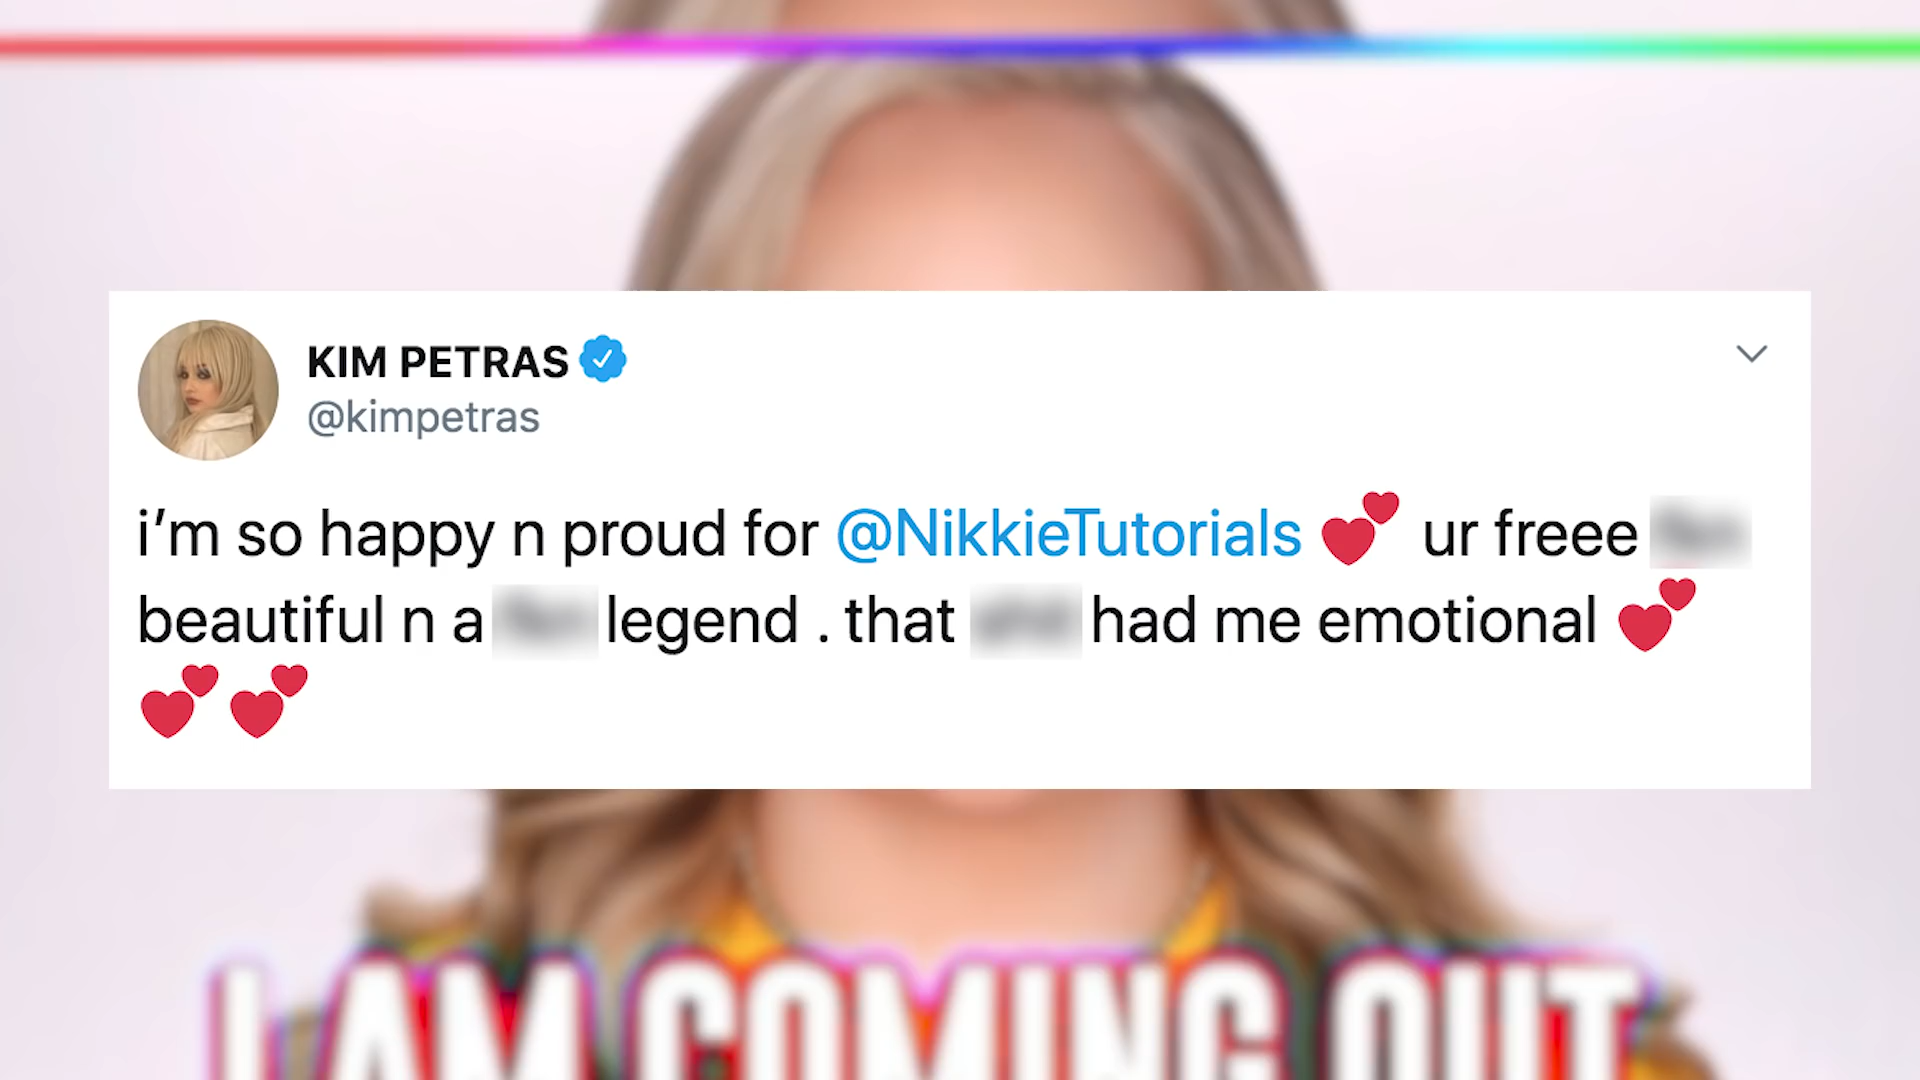 KIM PETRAS
@kimpetras
i’m so happy n proud for @NikkieTutorials 💕 ur freee
beautiful n a legend . that had me emotional 💕
💕 💕
I AM COMING OUT